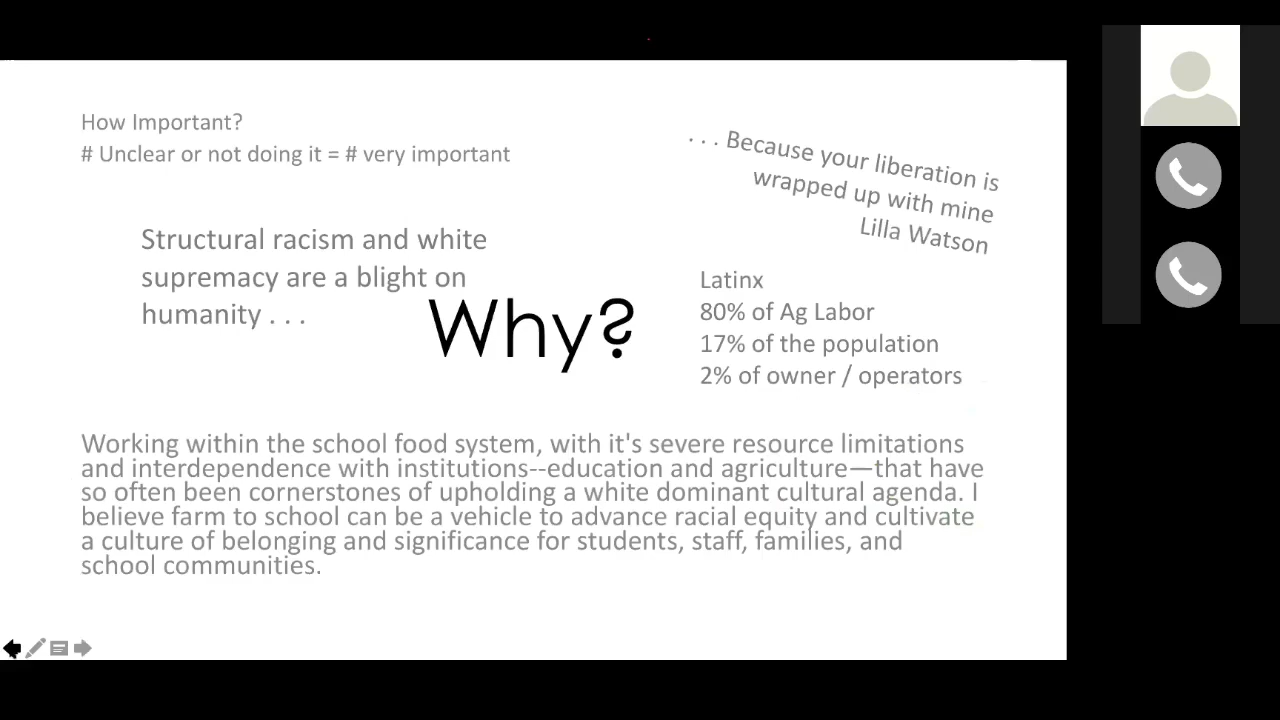 How Important?
# Unclear or not doing it = # very important
. . . Because your liberation is
wrapped up with mine
Lilla Watson
Structural racism and white
supremacy are a blight on
humanity . . .
Why?
Latinx
80% of Ag Labor
17% of the population
2% of owner / operators
Working within the school food system, with it's severe resource limitations
and interdependence with institutions--education and agriculture—that have
so often been cornerstones of upholding a white dominant cultural agenda. I
believe farm to school can be a vehicle to advance racial equity and cultivate
a culture of belonging and significance for students, staff, families, and
school communities.